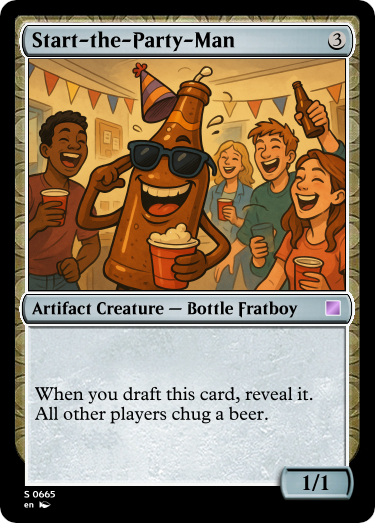 Start-the-Party-Man 3
Artifact Creature — Bottle Fratboy
When you draft this card, reveal it.
All other players chug a beer.
1/1
S 0665
en